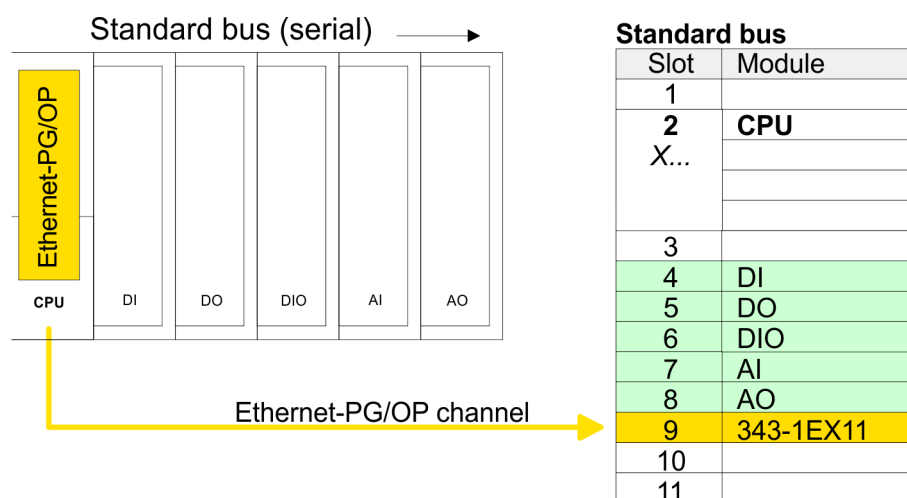 Standard bus (serial)
Ethernet-PG/OP
CPU
DI
DO
DIO
AI
AO
Ethernet-PG/OP channel
Standard bus
Slot Module
1
2 CPU
X...
3
4 DI
5 DO
6 DIO
7 AI
8 AO
9 343-1EX11
10
11